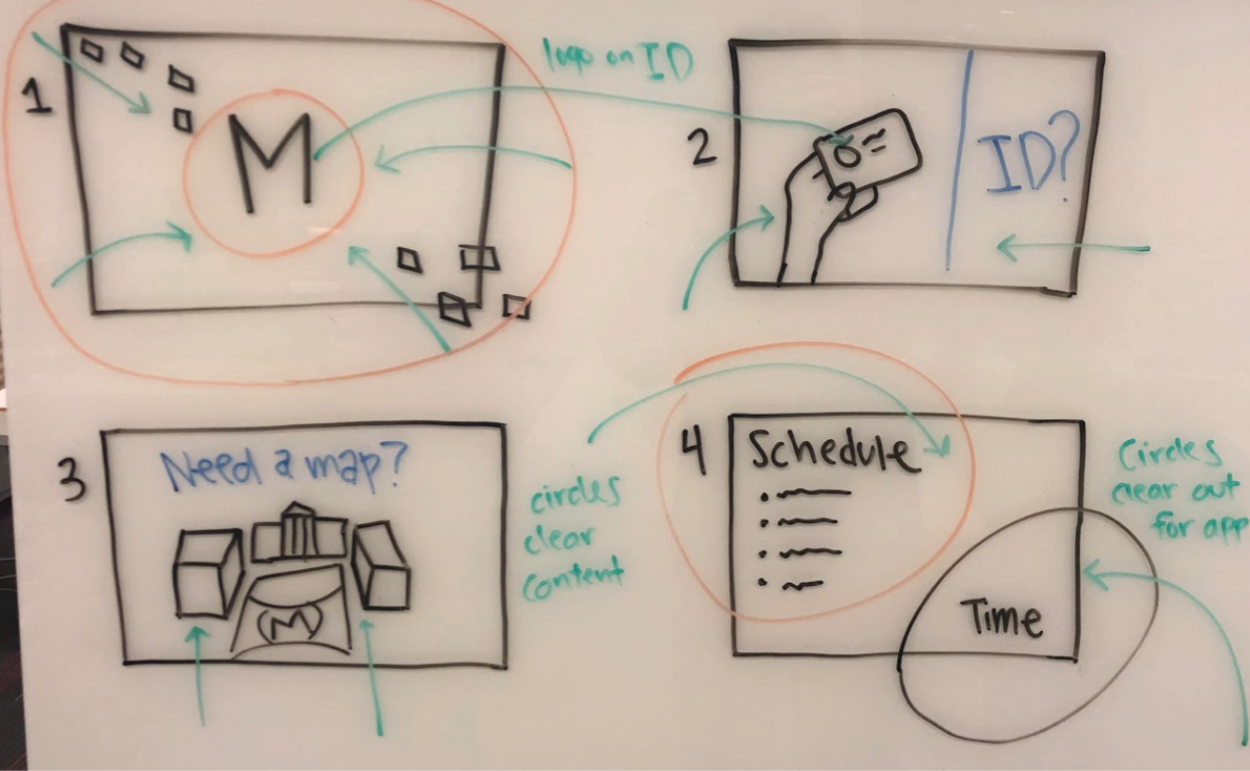 1
M
logo on ID
2
ID?
3
Need a map?
M
circles
clear
content
4
Schedule
Time
Circles
clear out
for app